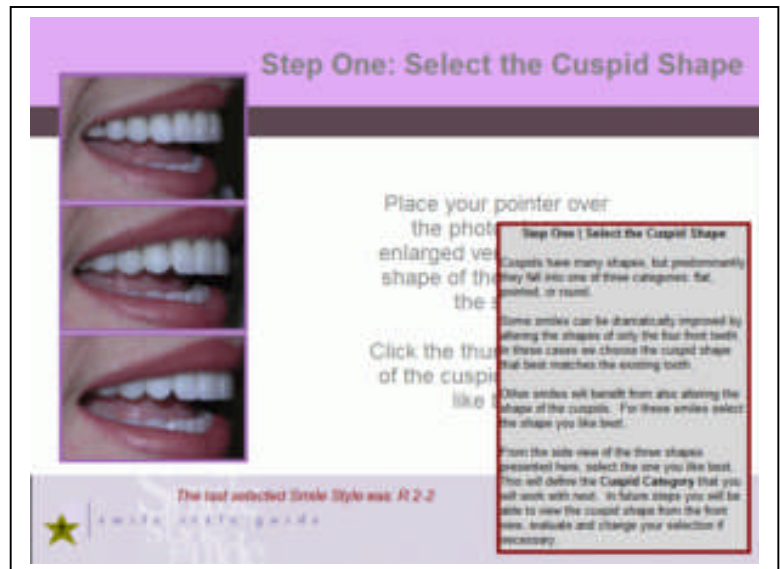 Step One: Select the Cuspid Shape
Place your pointer over
the phot
enlarged ve
shape of the
the s
Click the thu
of the cuspi
like
Step One | Select the Cuspid Shape
Cuspids have many shapes, but predominantly
they fall into one of three categories: flat,
pointed, or round.
Some smiles can be dramatically improved by
altering the shapes of only the four front teeth.
In these cases we choose the cuspid shape
that best matches the existing tooth.
Other smiles will benefit from also altering the
shape of the cuspids. For these smiles select
the shape you like best.
From the side view of the three shapes
presented here, select the one you like best.
This will define the Cuspid Category that you
will work with next. In future steps you will be
able to view the cuspid shape from the front
view, evaluate and change your selection if
necessary.
The last selected Smile Style was: R 2-2
smile style guide